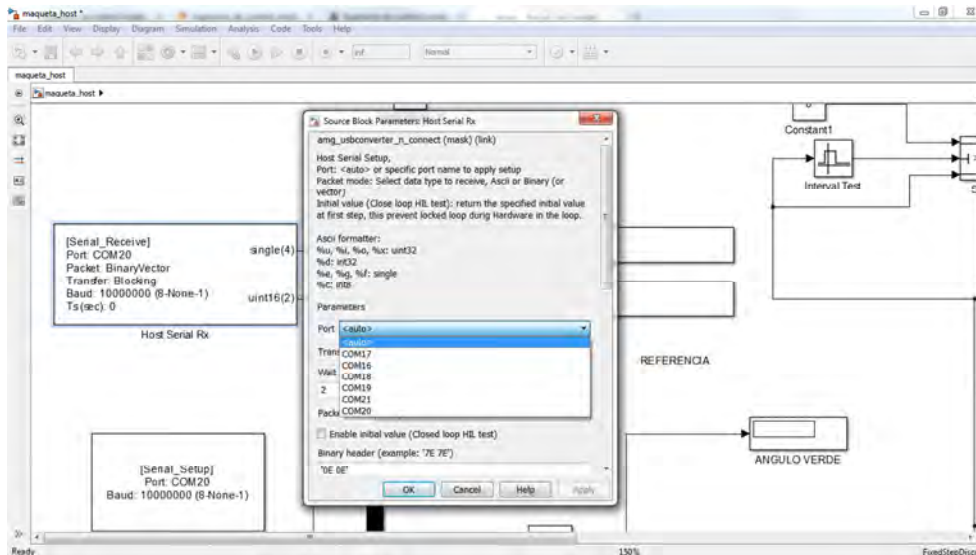 maqueta_host *
File Edit View Display Diagram Simulation Analysis Code Tools Help
inf
Normal
maqueta_host
maqueta_host
Source Block Parameters: Host Serial Rx
amg_usbconverter_n_connect (mask) (link)
Host Serial Setup,
Port: <auto> or specific port name to apply setup
Packet mode: Select data type to receive, Ascii or Binary (or
vector)
Initial value (Close loop HIL test): return the specified initial value
at first step, this prevent locked loop durig Hardware in the loop.
Ascii formatter:
%u, %i, %o, %x: uint32
%d: int32
%e, %g, %f: single
%c: int8
Parameters
Port <auto>
<auto>
COM17
COM16
COM18
COM19
COM21
COM20
Trans
Wait
2
Packe
Enable initial value (Closed loop HIL test)
Binary header (example: '7E 7E')
'0E 0E'
OK Cancel Help Apply
[Serial_Receive]
Port: COM20
Packet: BinaryVector
Transfer: Blocking
Baud: 10000000 (8-None-1)
Ts(sec): 0
single(4)
uint16(2)
Host Serial Rx
[Serial_Setup]
Port: COM20
Baud: 10000000 (8-None-1)
0
Constant1
Interval Test
REFERENCIA
ANGULO VERDE
Ready
150%
FixedStepDisc